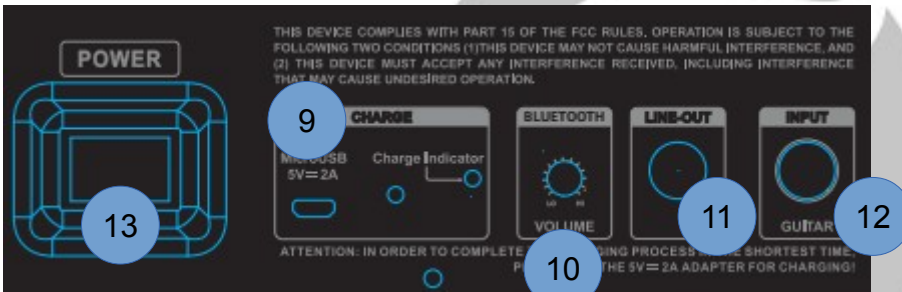 THIS DEVICE COMPLIES WITH PART 15 OF THE FCC RULES, OPERATION IS SUBJECT TO THE
FOLLOWING TWO CONDITIONS (1)THIS DEVICE MAY NOT CAUSE HARMFUL INTERFERENCE, AND
(2) THIS DEVICE MUST ACCEPT ANY INTERFERENCE RECEIVED, INCLUDING INTERFERENCE
THAT MAY CAUSE UNDESIRED OPERATION.
POWER
13
9
CHARGE
5V⎓2A
Charge Indicator
BLUETOOTH
LO HI
VOLUME
10
LINE-OUT
11
INPUT
GUITAR
12
ATTENTION: IN ORDER TO COMPLETE PROCESS SHORTEST TIME,
THE 5V⎓2A ADAPTER FOR CHARGING!